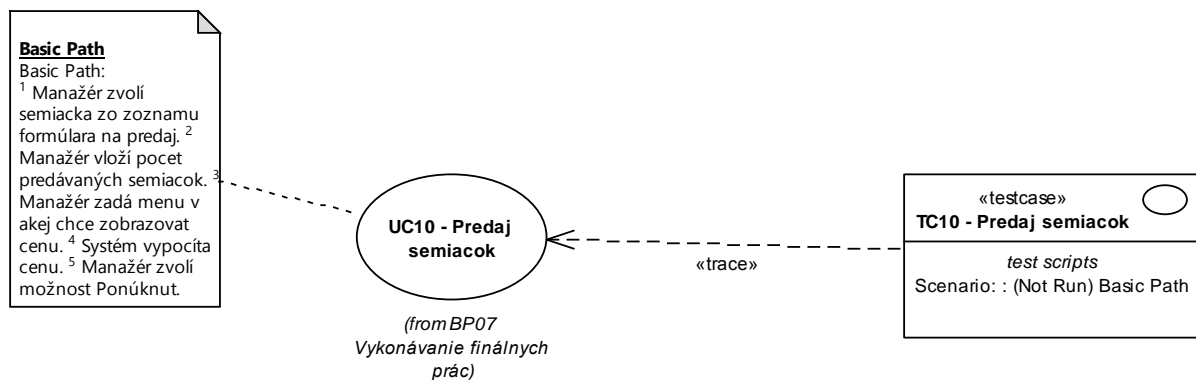 Basic Path
Basic Path:
1 Manažér zvolí
semiacka zo zoznamu
formúlara na predaj. 2
Manažér vloží pocet
predávaných semiacok. 3
Manažér zadá menu v
akej chce zobrazovat
cenu. 4 Systém vypocíta
cenu. 5 Manažér zvolí
možnost Ponúknut.
UC10 - Predaj
semiacok
(from BP07
Vykonávanie finálnych
prác)
«trace»
«testcase»
TC10 - Predaj semiacok
test scripts
Scenario: : (Not Run) Basic Path